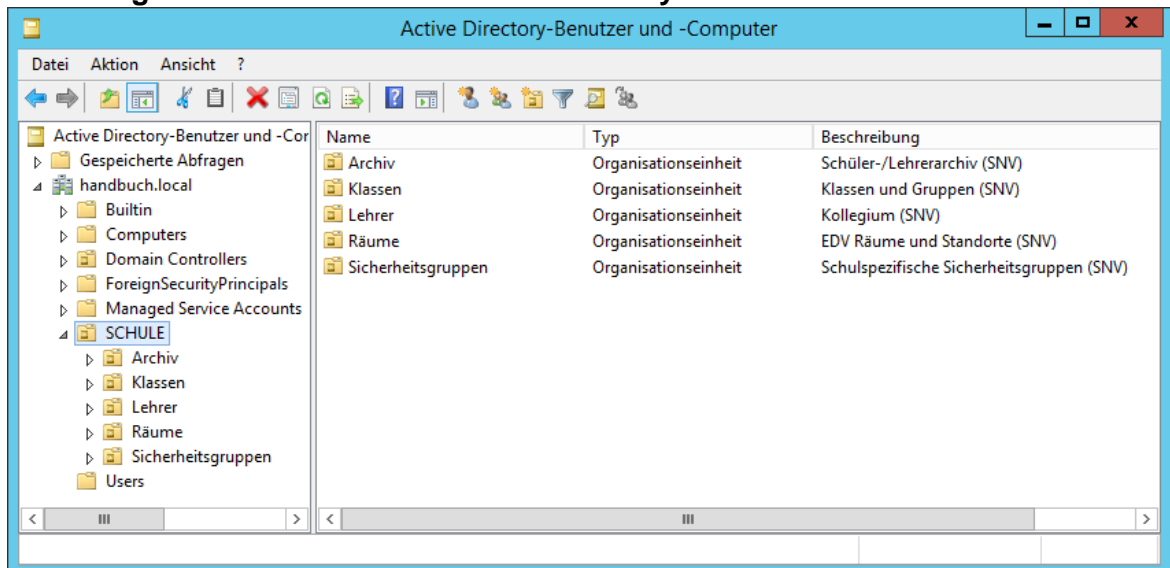 Active Directory-Benutzer und -Computer
Datei Aktion Ansicht ?
Active Directory-Benutzer und -Cor
Gespeicherte Abfragen
handbuch.local
Builtin
Computers
Domain Controllers
ForeignSecurityPrincipals
Managed Service Accounts
SCHULE
Archiv
Klassen
Lehrer
Räume
Sicherheitsgruppen
Users
Name Typ Beschreibung
Archiv Organisationseinheit Schüler-/Lehrerarchiv (SNV)
Klassen Organisationseinheit Klassen und Gruppen (SNV)
Lehrer Organisationseinheit Kollegium (SNV)
Räume Organisationseinheit EDV Räume und Standorte (SNV)
Sicherheitsgruppen Organisationseinheit Schulspezifische Sicherheitsgruppen (SNV)